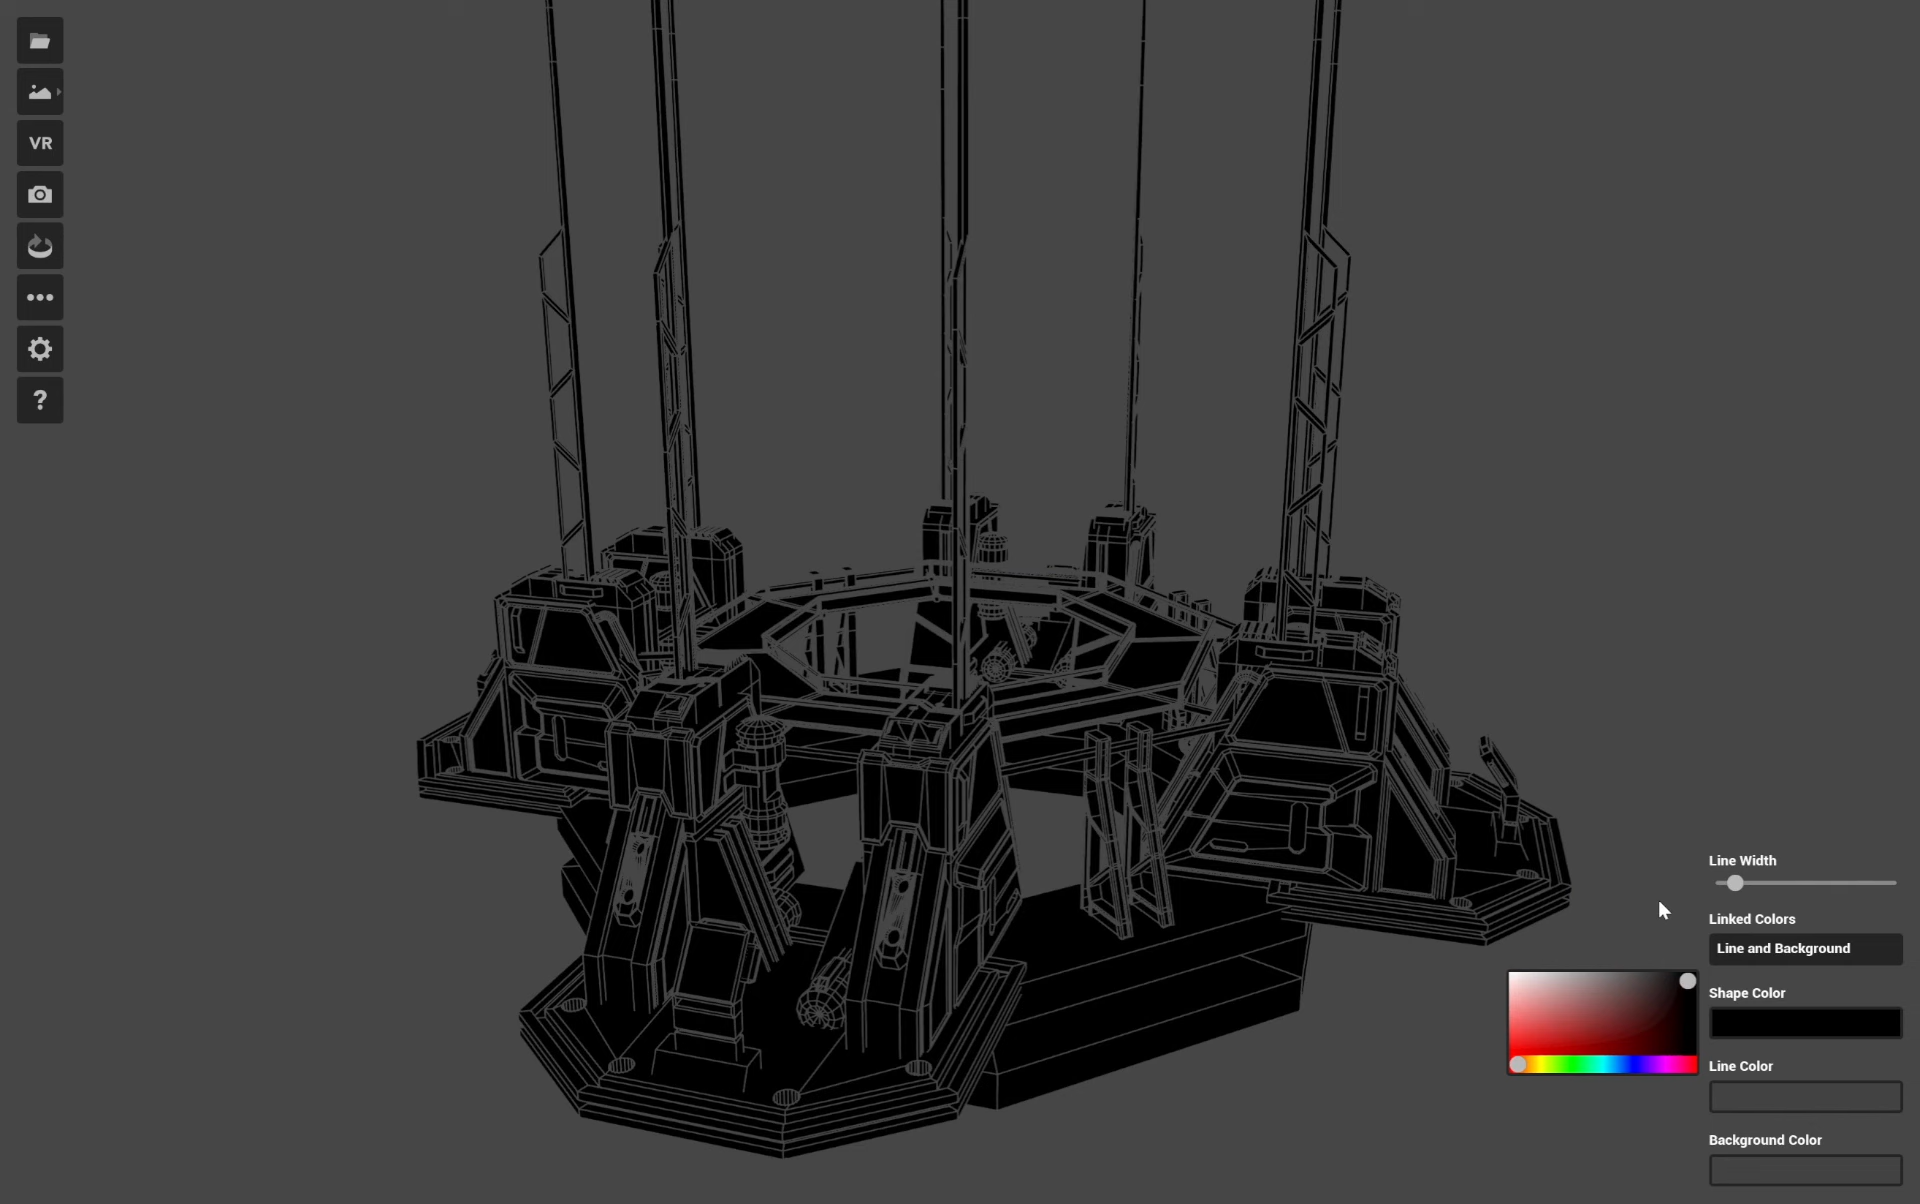 VR
?
Line Width
Linked Colors
Line and Background
Shape Color
Line Color
Background Color